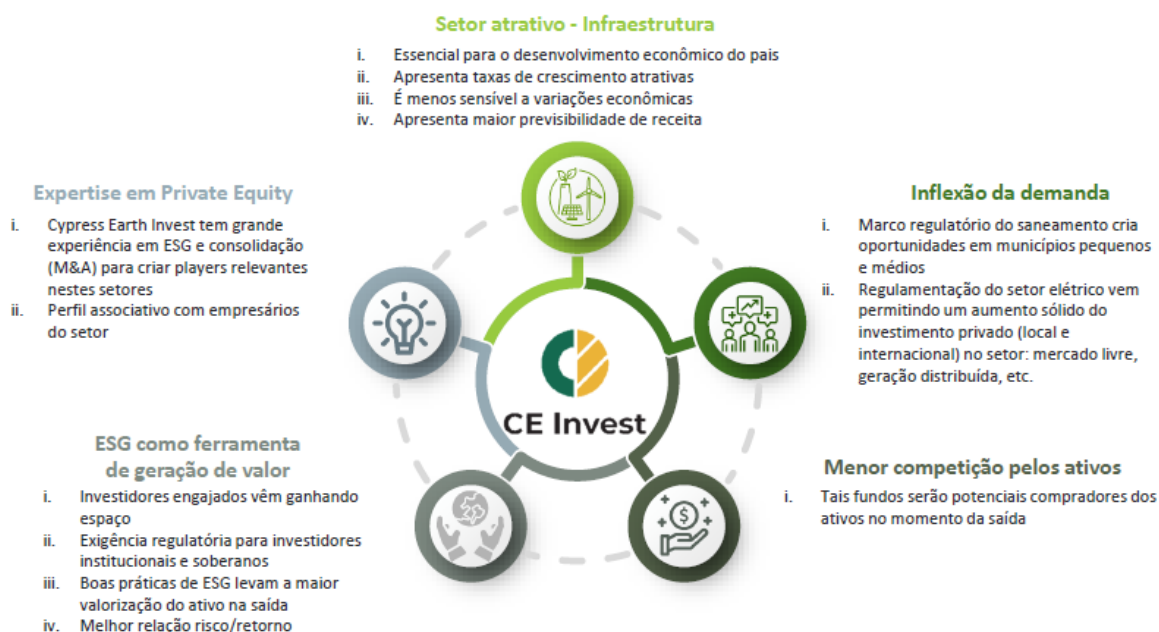 Setor atrativo - Infraestrutura
i. Essencial para o desenvolvimento econômico do pais
ii. Apresenta taxas de crescimento atrativas
iii. É menos sensível a variações econômicas
iv. Apresenta maior previsibilidade de receita
Expertise em Private Equity
i. Cypress Earth Invest tem grande
experiência em ESG e consolidação
(M&A) para criar players relevantes
nestes setores
ii. Perfil associativo com empresários
do setor
Inflexão da demanda
i. Marco regulatório do saneamento cria
oportunidades em municípios pequenos
e médios
ii. Regulamentação do setor elétrico vem
permitindo um aumento sólido do
investimento privado (local e
internacional) no setor: mercado livre,
geração distribuída, etc.
CE Invest
ESG como ferramenta
de geração de valor
i. Investidores engajados vêm ganhando
espaço
ii. Exigência regulatória para investidores
institucionais e soberanos
iii. Boas práticas de ESG levam a maior
valorização do ativo na saída
iv. Melhor relação risco/retorno
Menor competição pelos ativos
i. Tais fundos serão potenciais compradores dos
ativos no momento da saída